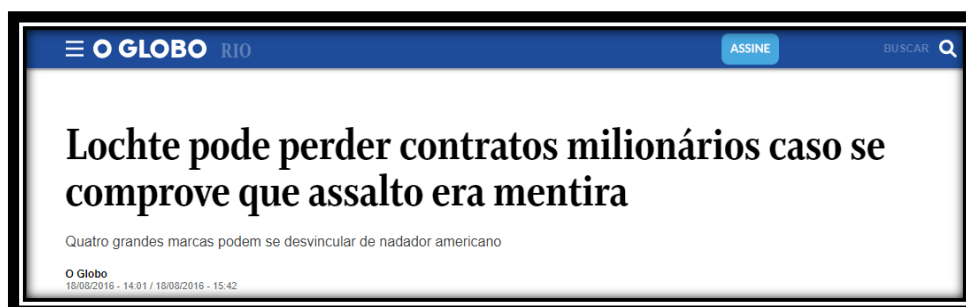 O GLOBO RIO ASSINE BUSCAR
Lochte pode perder contratos milionários caso se
comprove que assalto era mentira
Quatro grandes marcas podem se desvincular de nadador americano
O Globo
18/08/2016 - 14:01 / 18/08/2016 - 15:42